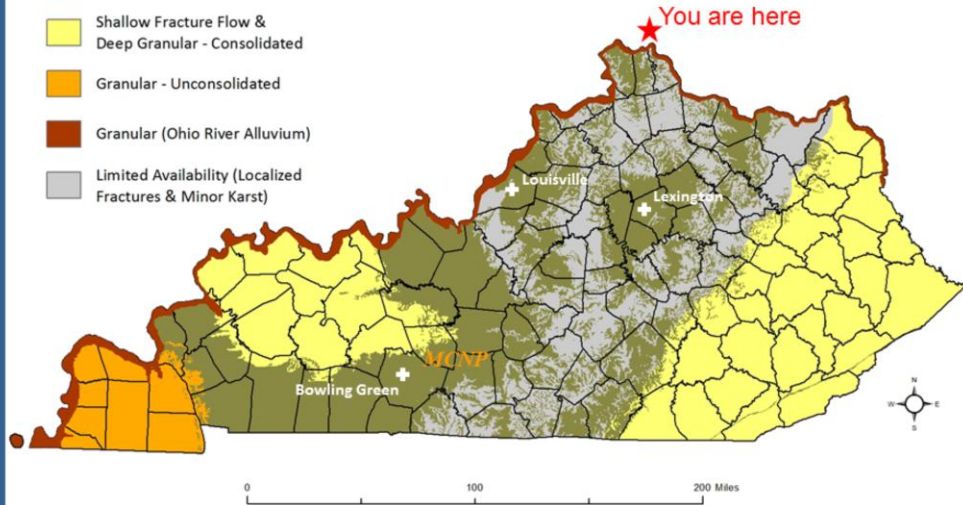 Shallow Fracture Flow &
Deep Granular - Consolidated
You are here
Granular - Unconsolidated
Granular (Ohio River Alluvium)
Limited Availability (Localized
Fractures & Minor Karst)
Louisville
Lexington
MCNP
Bowling Green
N
W
E
S
0
100
200 Miles